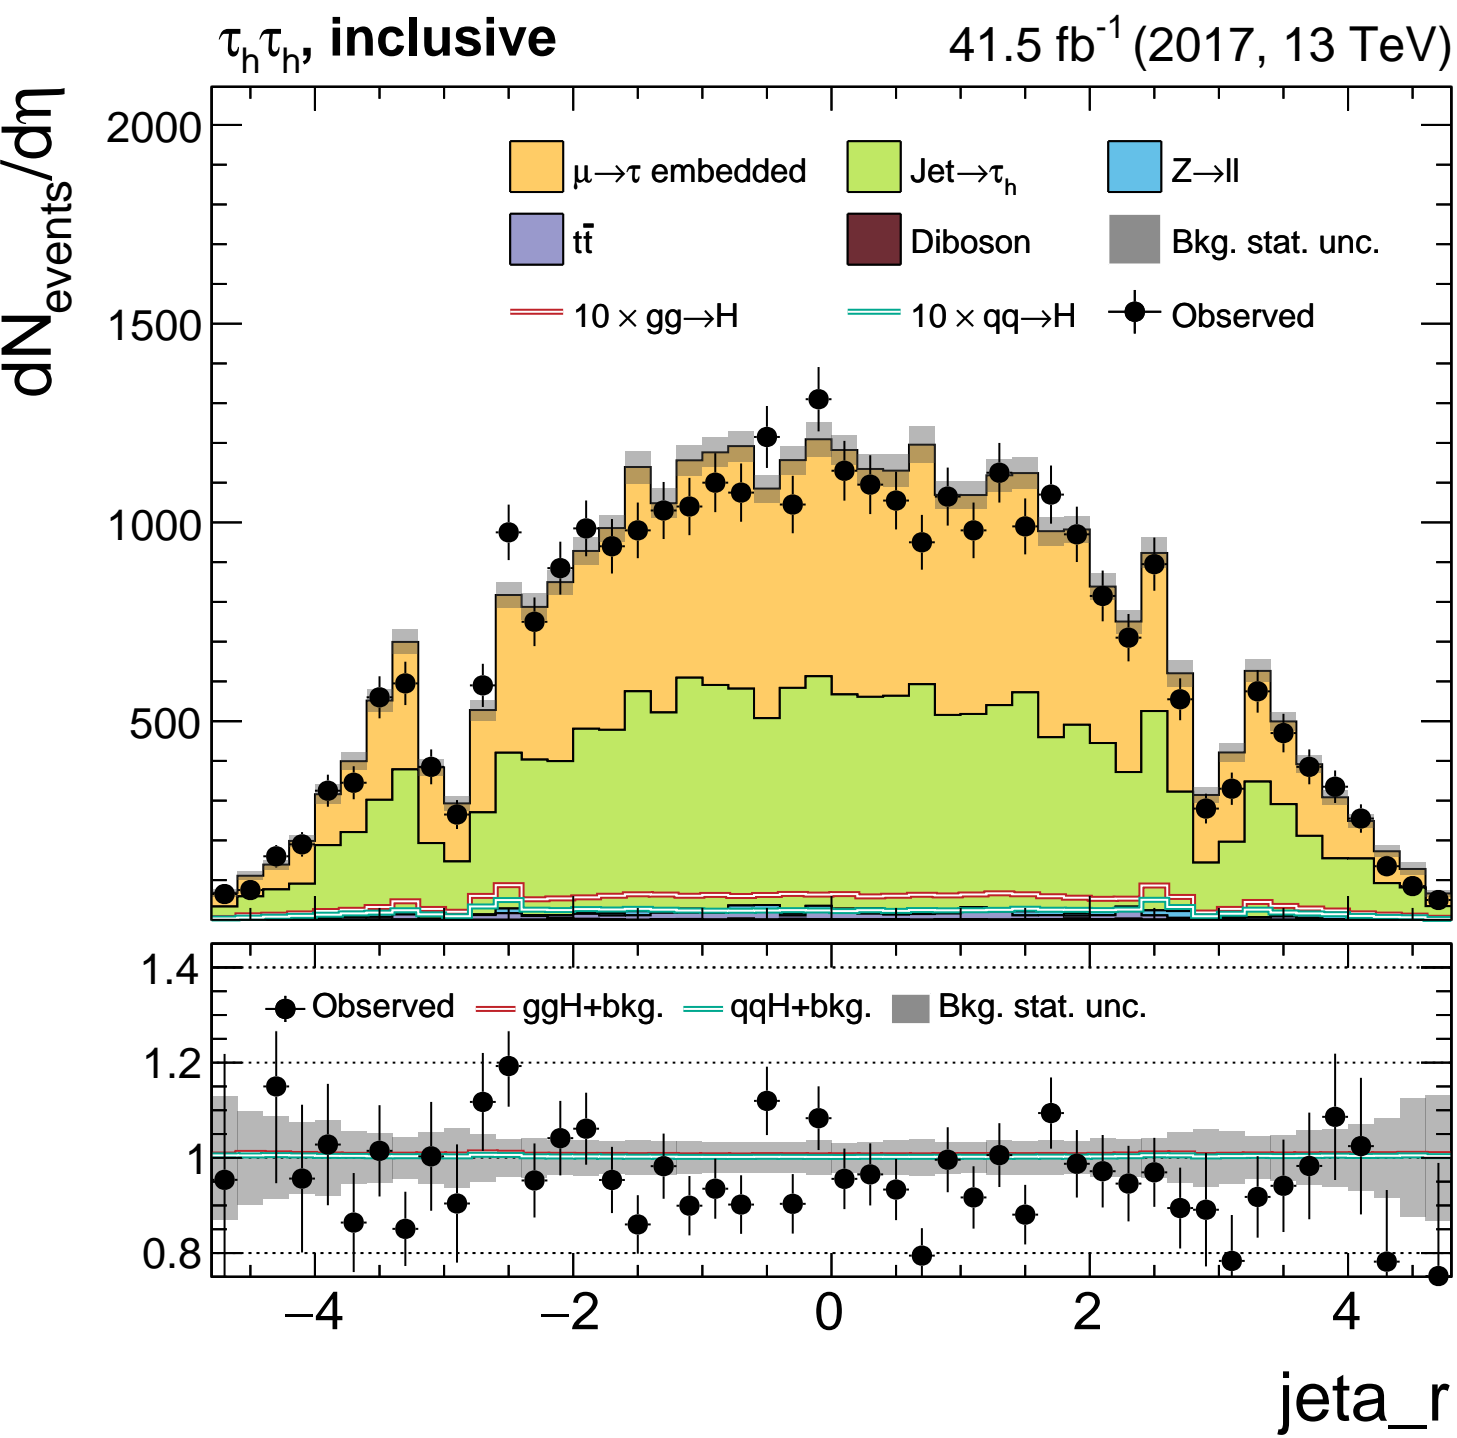 τhτh, inclusive 41.5 fb-1 (2017, 13 TeV)
dNevents/dη
2000
1500
1000
500
μ→τ embedded Jet→τh Z→ll
tt̄ Diboson Bkg. stat. unc.
10 × gg→H 10 × qq→H Observed
1.4
1.2
1
0.8
Observed ggH+bkg. qqH+bkg. Bkg. stat. unc.
−4 −2 0 2 4
jeta_r